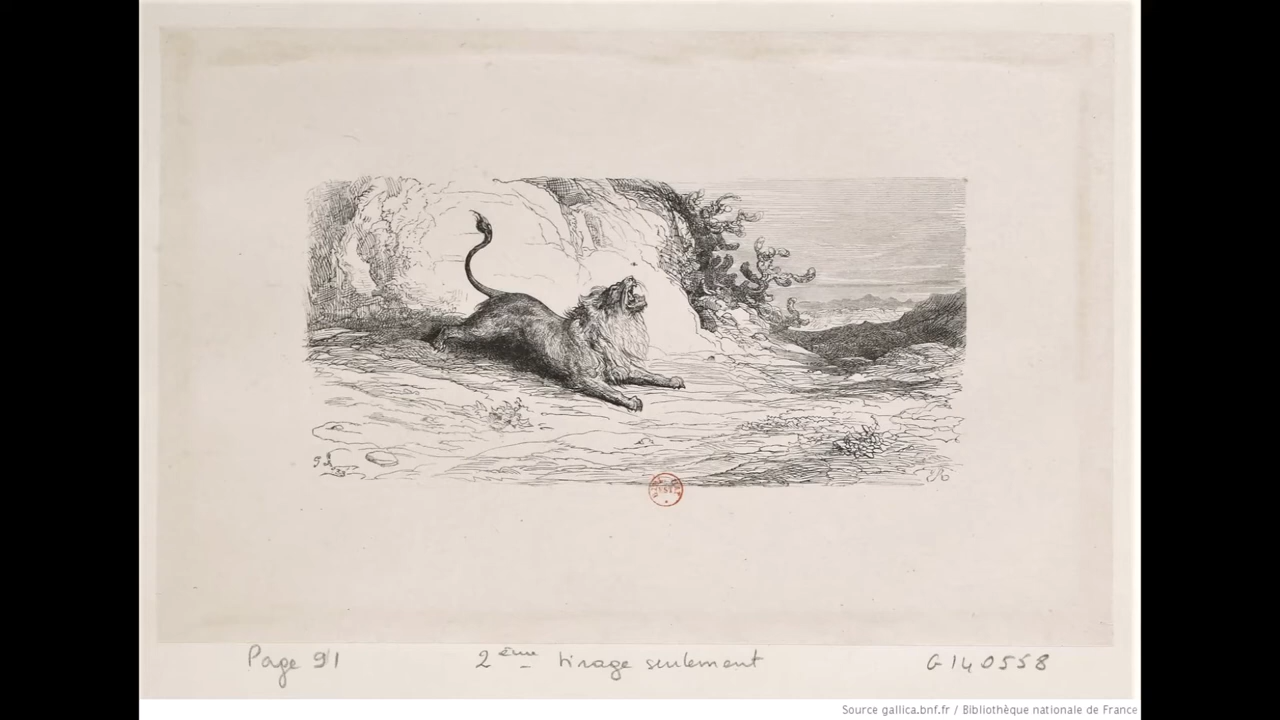 Page 91
2ème tirage seulement
G140558
Source gallica.bnf.fr / Bibliothèque nationale de France